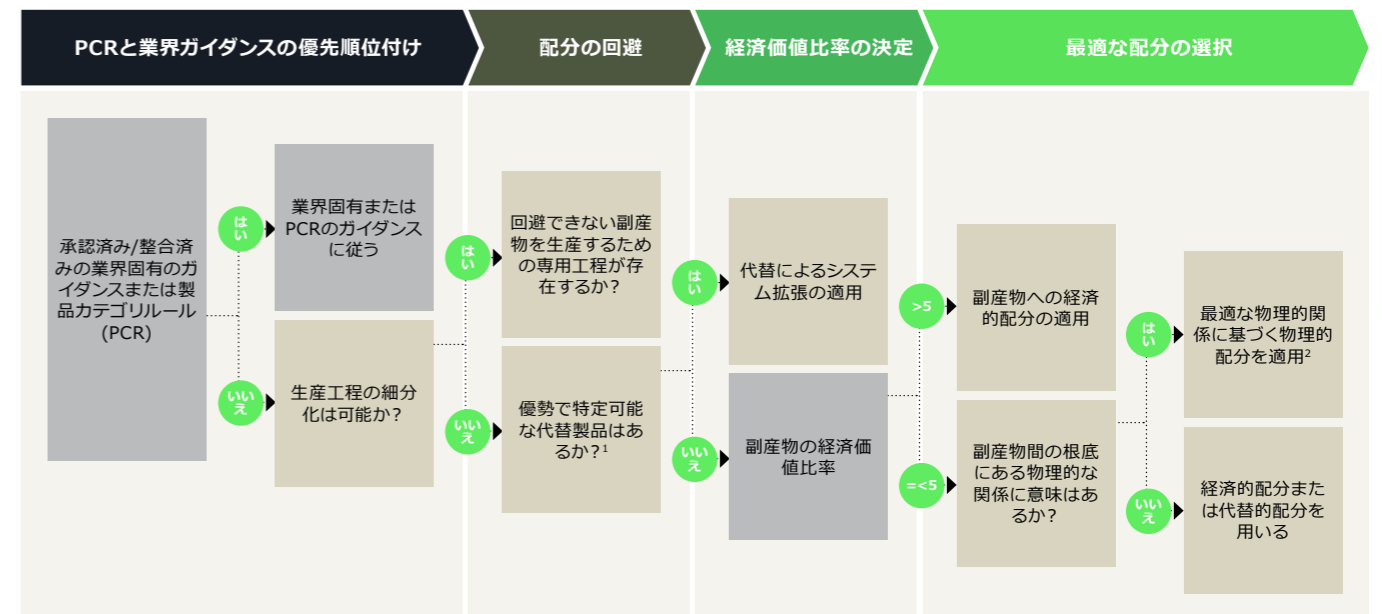 PCRと業界ガイダンスの優先順位付け
配分の回避
経済価値比率の決定
最適な配分の選択
承認済み/整合済
みの業界固有のガ
イダンスまたは製
品カテゴリルール
(PCR)
はい
いいえ
業界固有または
PCRのガイダンス
に従う
生産工程の細分
化は可能か？
はい
いいえ
回避できない副産
物を生産するため
の専用工程が存
在するか？
優勢で特定可能
な代替製品はあ
るか？1
はい
いいえ
代替によるシステ
ム拡張の適用
副産物の経済価
値比率
>5
=<5
副産物への経済
的配分の適用
副産物間の根底
にある物理的な
関係に意味はあ
るか？
はい
いいえ
最適な物理的関
係に基づく物理的
配分を適用2
経済的配分また
は代替的配分を
用いる